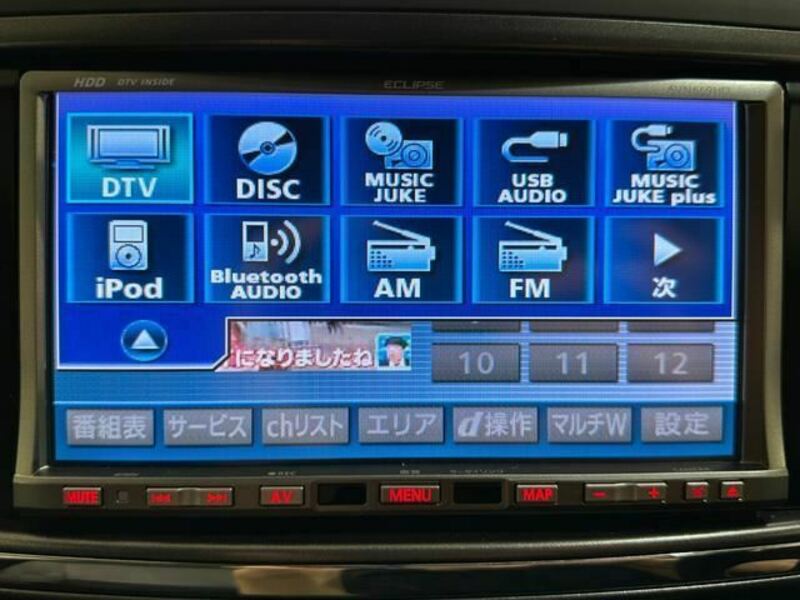 HDD DTV INSIDE
ECLIPSE
DTV
DISC
MUSIC
JUKE
USB
AUDIO
MUSIC
JUKE plus
iPod
Bluetooth
AUDIO
AM
FM
次
になりましたね
10
11
12
番組表
サービス
chリスト
エリア
d操作
マルチW
設定
MUTE
AV
MENU
MAP